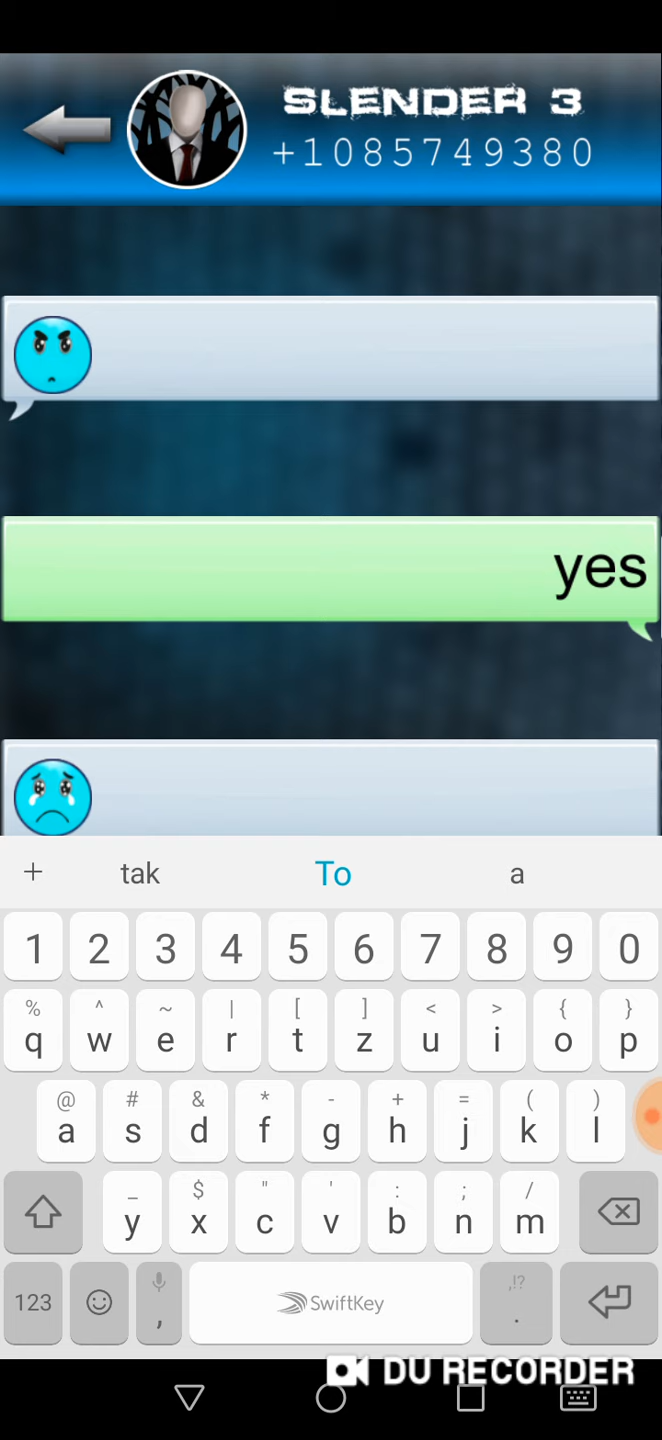 SLENDER 3
+1085749380
yes
+ tak To a
1 2 3 4 5 6 7 8 9 0
% ^ ~ | [ ] < > { }
q w e r t z u i o p
@ # & * - + = ( )
a s d f g h j k l
_ $ " ' : ; /
y x c v b n m
123 , SwiftKey ,!? .
DU RECORDER